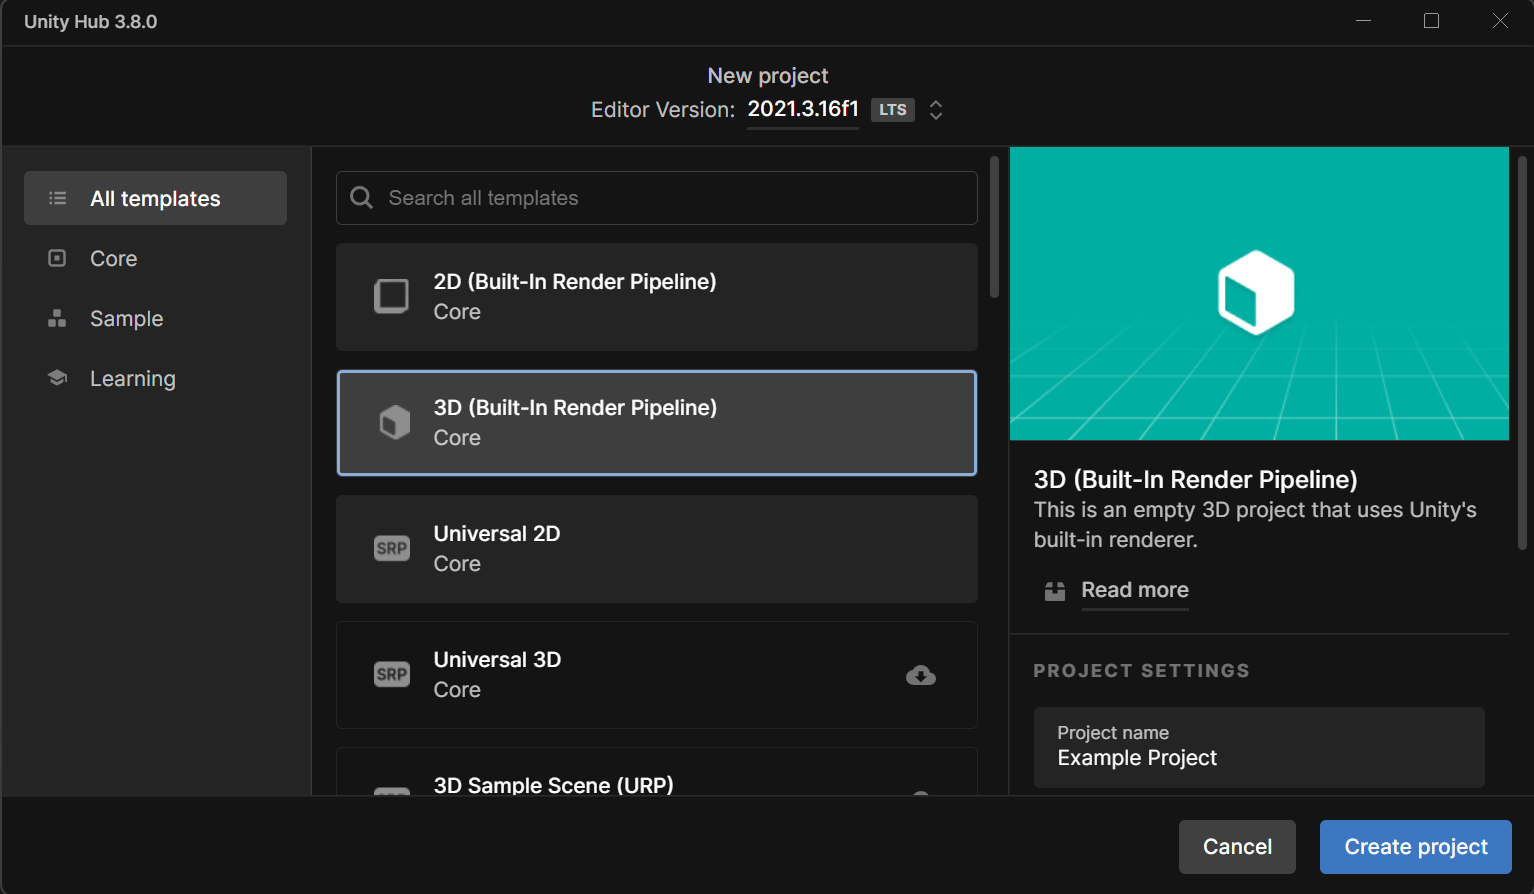 Unity Hub 3.8.0
New project
Editor Version: 2021.3.16f1 LTS
All templates
Core
Sample
Learning
Search all templates
2D (Built-In Render Pipeline)
Core
3D (Built-In Render Pipeline)
Core
SRP Universal 2D
Core
SRP Universal 3D
Core
3D Sample Scene (URP)
3D (Built-In Render Pipeline)
This is an empty 3D project that uses Unity's
built-in renderer.
Read more
PROJECT SETTINGS
Project name
Example Project
Cancel
Create project